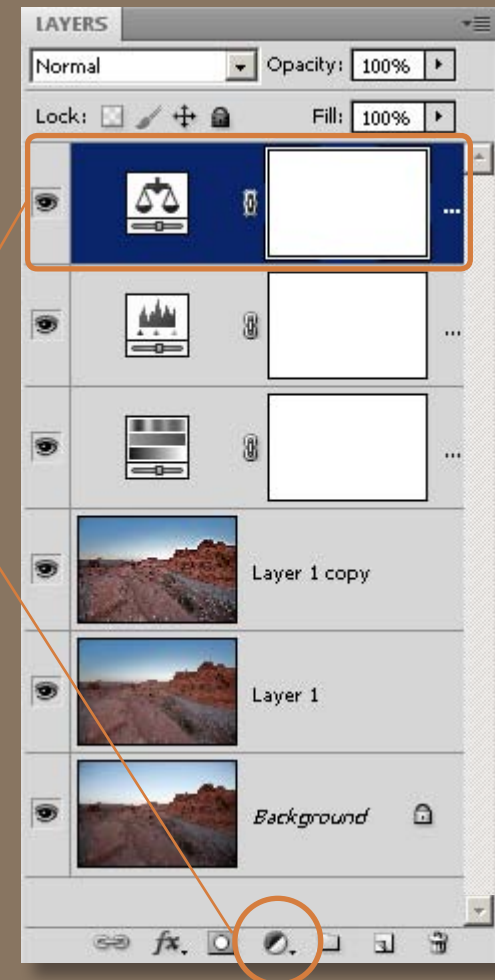 LAYERS
Normal Opacity: 100%
Lock: Fill: 100%
...
...
...
Layer 1 copy
Layer 1
Background
fx.